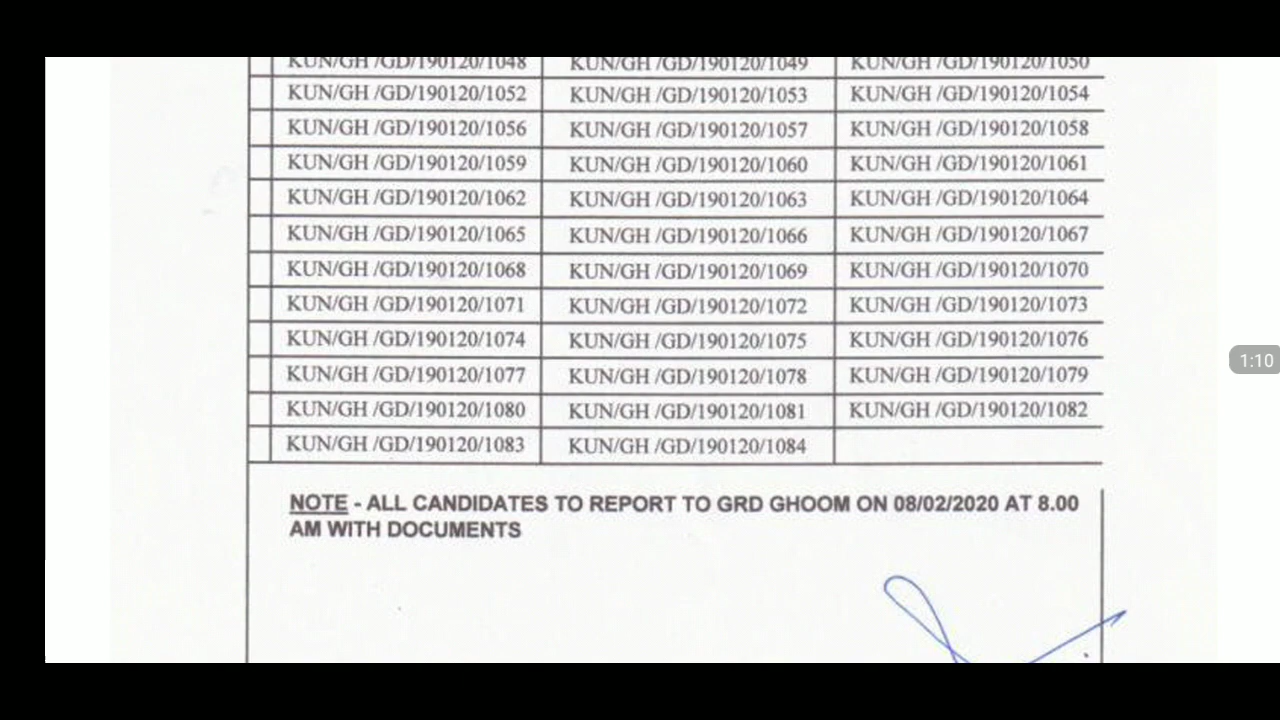 KUN/GH /GD/190120/1048 KUN/GH /GD/190120/1049 KUN/GH /GD/190120/1050
KUN/GH /GD/190120/1052 KUN/GH /GD/190120/1053 KUN/GH /GD/190120/1054
KUN/GH /GD/190120/1056 KUN/GH /GD/190120/1057 KUN/GH /GD/190120/1058
KUN/GH /GD/190120/1059 KUN/GH /GD/190120/1060 KUN/GH /GD/190120/1061
KUN/GH /GD/190120/1062 KUN/GH /GD/190120/1063 KUN/GH /GD/190120/1064
KUN/GH /GD/190120/1065 KUN/GH /GD/190120/1066 KUN/GH /GD/190120/1067
KUN/GH /GD/190120/1068 KUN/GH /GD/190120/1069 KUN/GH /GD/190120/1070
KUN/GH /GD/190120/1071 KUN/GH /GD/190120/1072 KUN/GH /GD/190120/1073
KUN/GH /GD/190120/1074 KUN/GH /GD/190120/1075 KUN/GH /GD/190120/1076
KUN/GH /GD/190120/1077 KUN/GH /GD/190120/1078 KUN/GH /GD/190120/1079
KUN/GH /GD/190120/1080 KUN/GH /GD/190120/1081 KUN/GH /GD/190120/1082
KUN/GH /GD/190120/1083 KUN/GH /GD/190120/1084
1:10
NOTE - ALL CANDIDATES TO REPORT TO GRD GHOOM ON 08/02/2020 AT 8.00
AM WITH DOCUMENTS